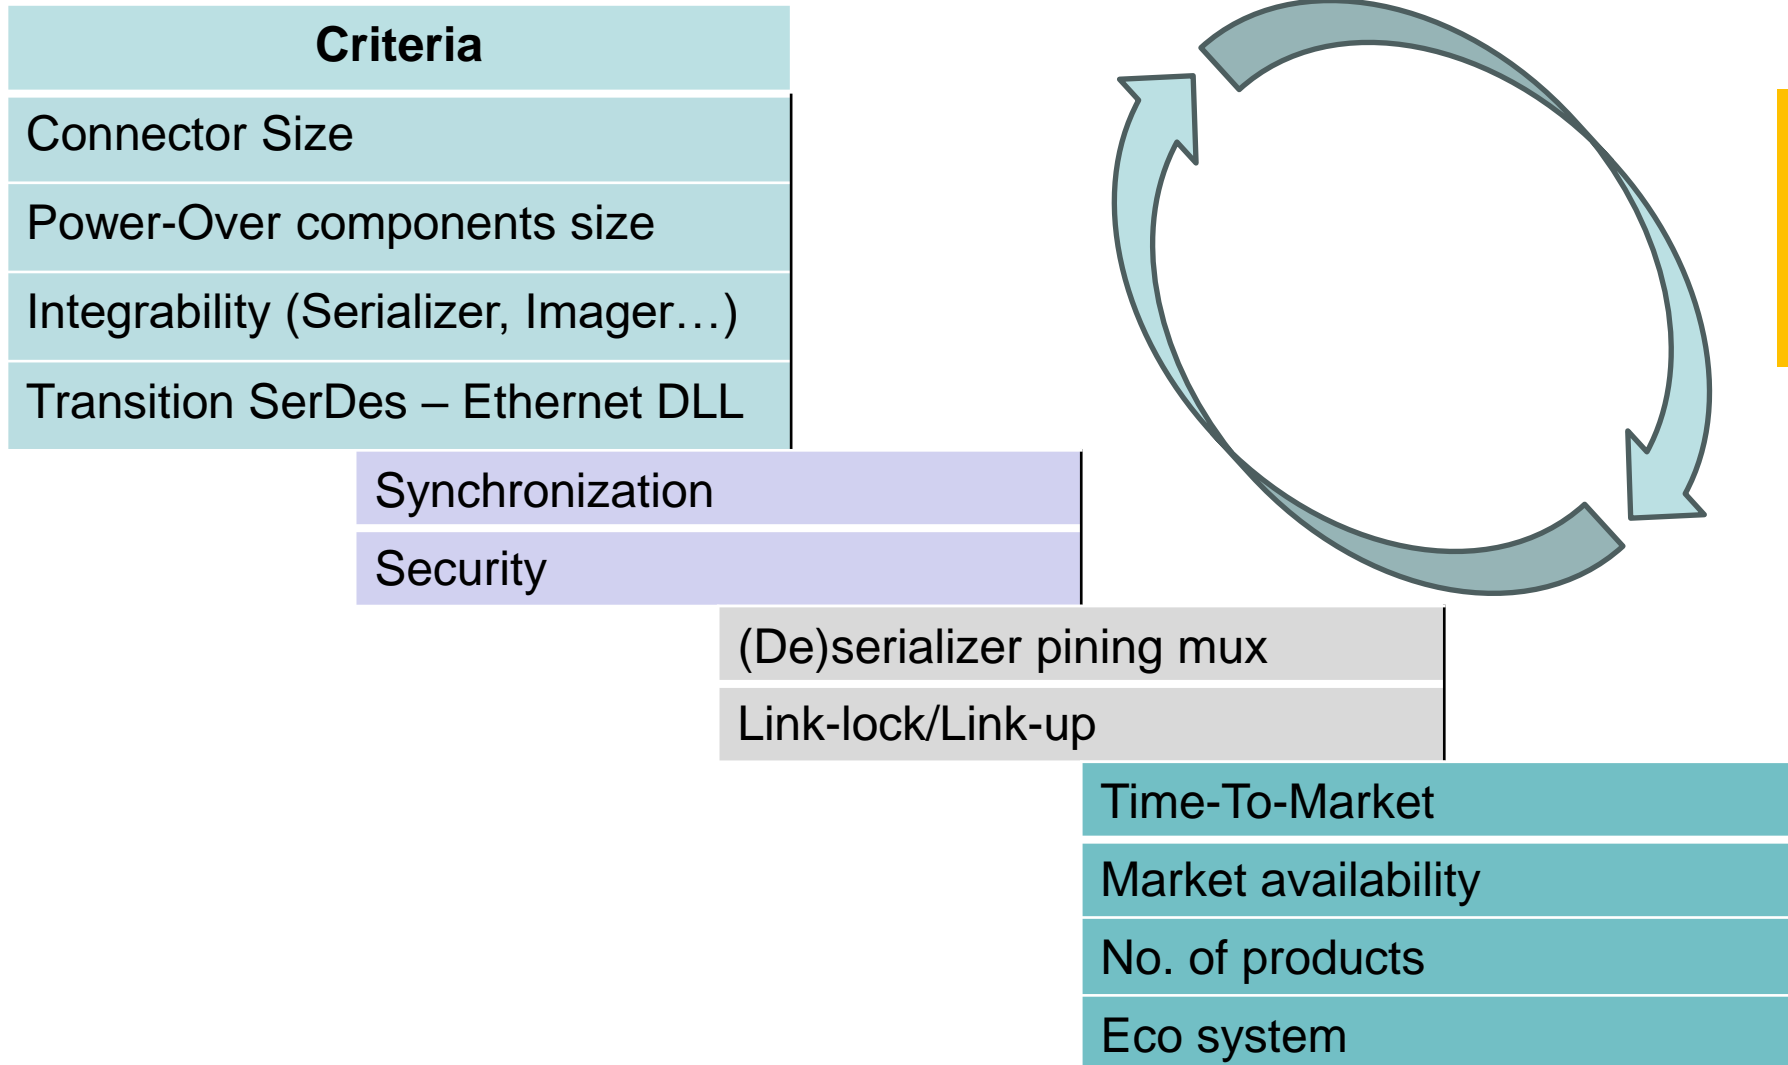 Criteria
Connector Size
Power-Over components size
Integrability (Serializer, Imager…)
Transition SerDes – Ethernet DLL
Synchronization
Security
(De)serializer pining mux
Link-lock/Link-up
Time-To-Market
Market availability
No. of products
Eco system